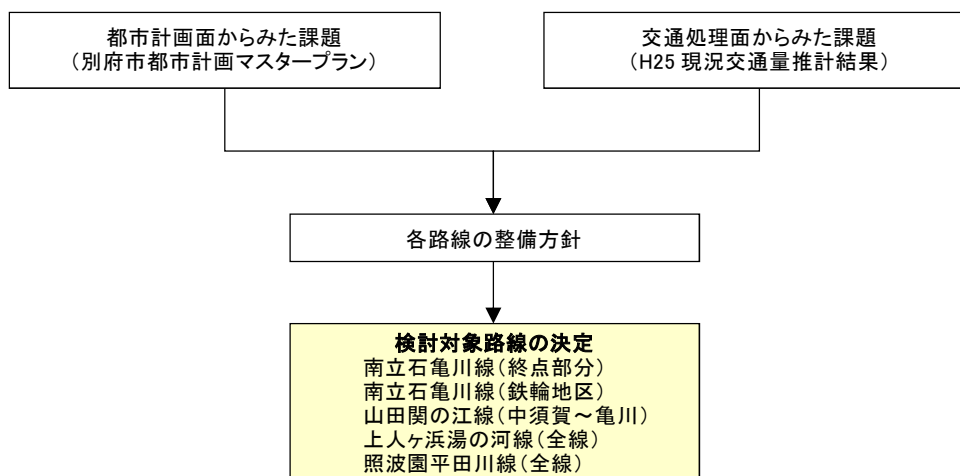 都市計画面からみた課題
（別府市都市計画マスタープラン）
交通処理面からみた課題
（H25 現況交通量推計結果）
各路線の整備方針
検討対象路線の決定
南立石亀川線（終点部分）
南立石亀川線（鉄輪地区）
山田関の江線（中須賀～亀川）
上人ヶ浜湯の河線（全線）
照波園平田川線（全線）